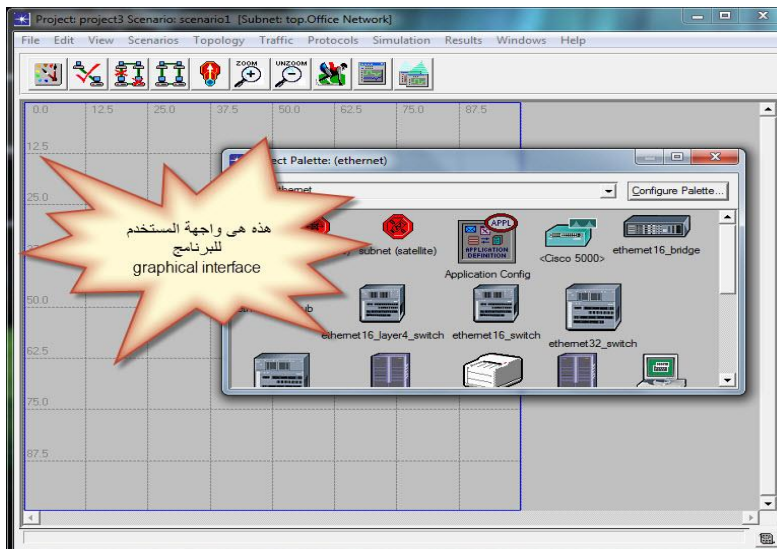 Project: project3 Scenario: scenario1 [Subnet: top.Office Network]
File Edit View Scenarios Topology Traffic Protocols Simulation Results Windows Help
ZOOM UNZOOM
0.0 12.5 25.0 37.5 50.0 62.5 75.0 87.5
12.5
25.0
50.0
62.5
75.0
87.5
Palette: (ethernet)
Configure Palette...
هذه هى واجهة المستخدم
للبرنامج
graphical interface
APPL
APPLICATION
DEFINITION
subnet (satellite)
Application Config
<Cisco 5000>
ethernet16_bridge
ethernet16_layer4_switch
ethernet16_switch
ethernet32_switch